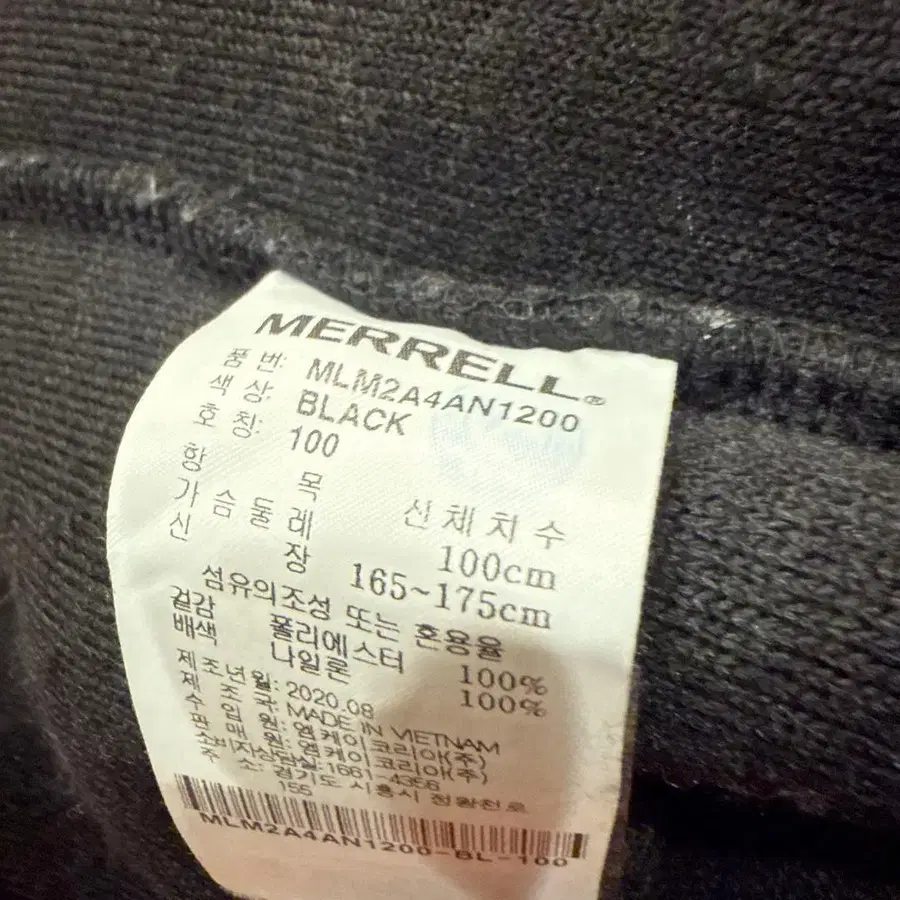 MERRELL®
품 번: MLM2A4AN1200
색 상: BLACK
호 칭: 100
항 목 신체치수
가 슴 둘 레 100cm
신 장 165~175cm
섬유의조성 또는 혼용율
겉감 폴리에스터 100%
배색 나일론 100%
제 조 년 월: 2020.08
제 조 국: MADE IN VIETNAM
수 입 원: 엠케이코리아(주)
판 매 원: 엠케이코리아(주)
소비자상담실: 1661-4356
주 소: 경기도 시흥시 정왕천로
155
MLM2A4AN1200-BL-100